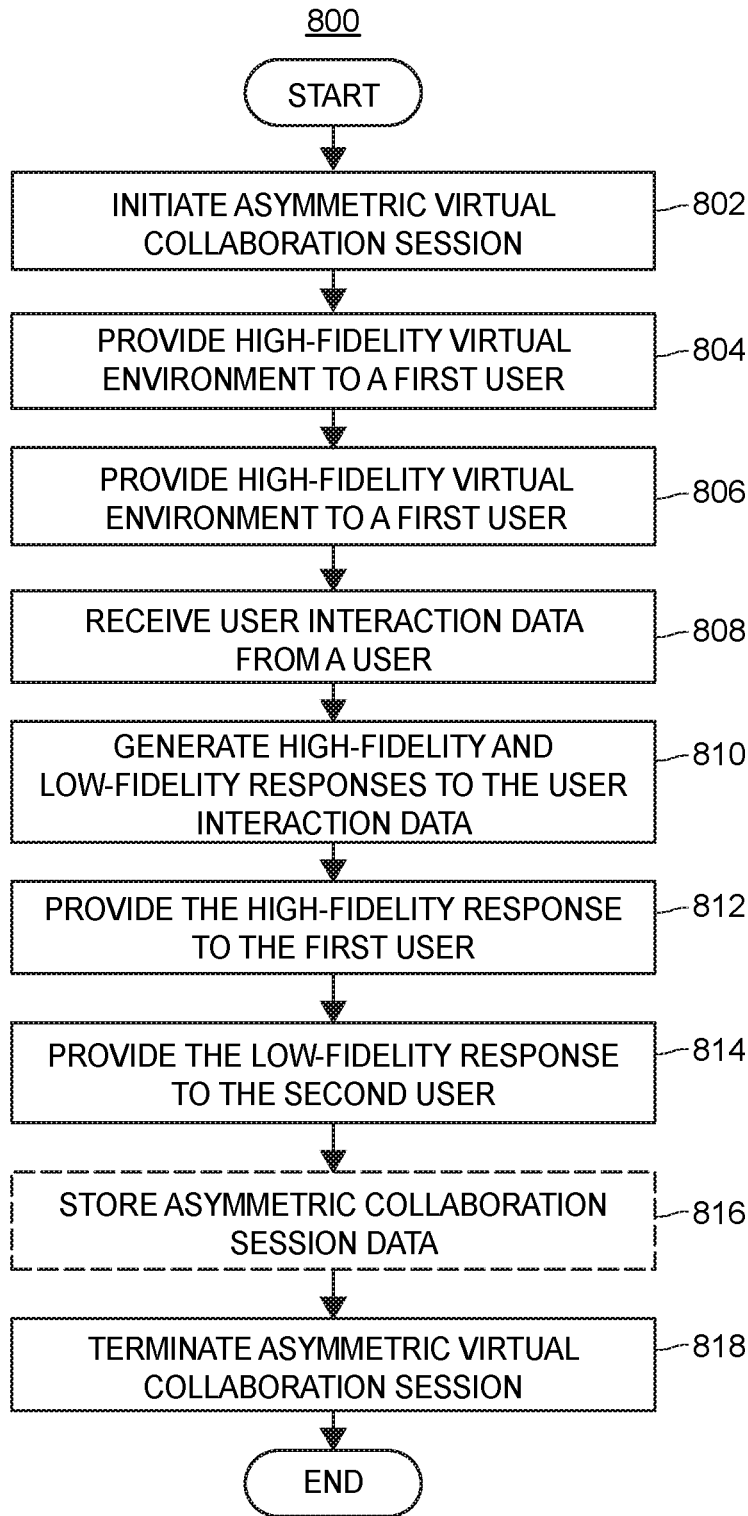 800
START
INITIATE ASYMMETRIC VIRTUAL
COLLABORATION SESSION
802
PROVIDE HIGH-FIDELITY VIRTUAL
ENVIRONMENT TO A FIRST USER
804
PROVIDE HIGH-FIDELITY VIRTUAL
ENVIRONMENT TO A FIRST USER
806
RECEIVE USER INTERACTION DATA
FROM A USER
808
GENERATE HIGH-FIDELITY AND
LOW-FIDELITY RESPONSES TO THE USER
INTERACTION DATA
810
PROVIDE THE HIGH-FIDELITY RESPONSE
TO THE FIRST USER
812
PROVIDE THE LOW-FIDELITY RESPONSE
TO THE SECOND USER
814
STORE ASYMMETRIC COLLABORATION
SESSION DATA
816
TERMINATE ASYMMETRIC VIRTUAL
COLLABORATION SESSION
818
END